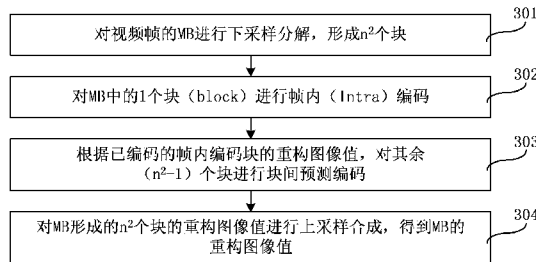 301
对视频帧的MB进行下采样分解，形成n²个块
302
对MB中的1个块（block）进行帧内（Intra）编码
303
根据已编码的帧内编码块的重构图像值，对其余
（n²-1）个块进行块间预测编码
304
对MB形成的n²个块的重构图像值进行上采样合成，得到MB的
重构图像值